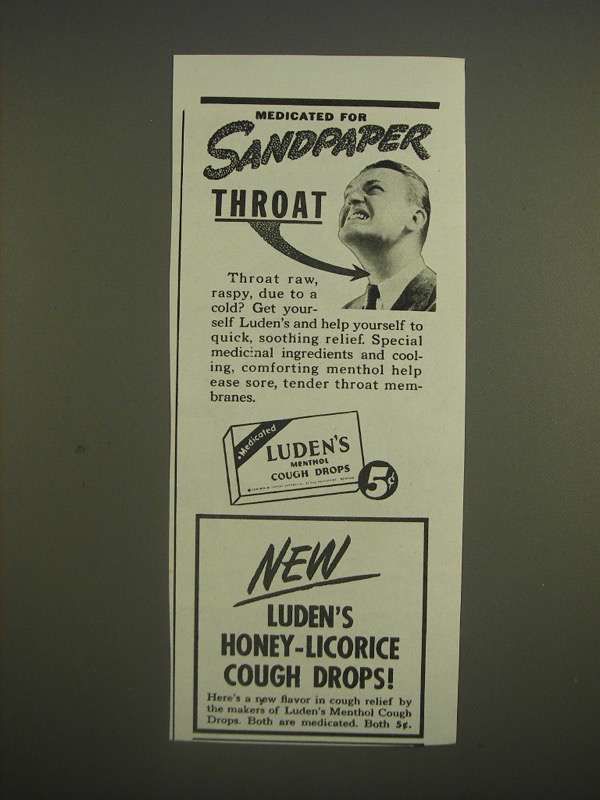 MEDICATED FOR
SANDPAPER
THROAT
Throat raw,
raspy, due to a
cold? Get your-
self Luden's and help yourself to
quick, soothing relief. Special
medicinal ingredients and cool-
ing, comforting menthol help
ease sore, tender throat mem-
branes.
Medicated
LUDEN'S
MENTHOL
COUGH DROPS
5¢
NEW
LUDEN'S
HONEY-LICORICE
COUGH DROPS!
Here's a new flavor in cough relief by
the makers of Luden's Menthol Cough
Drops. Both are medicated. Both 5¢.